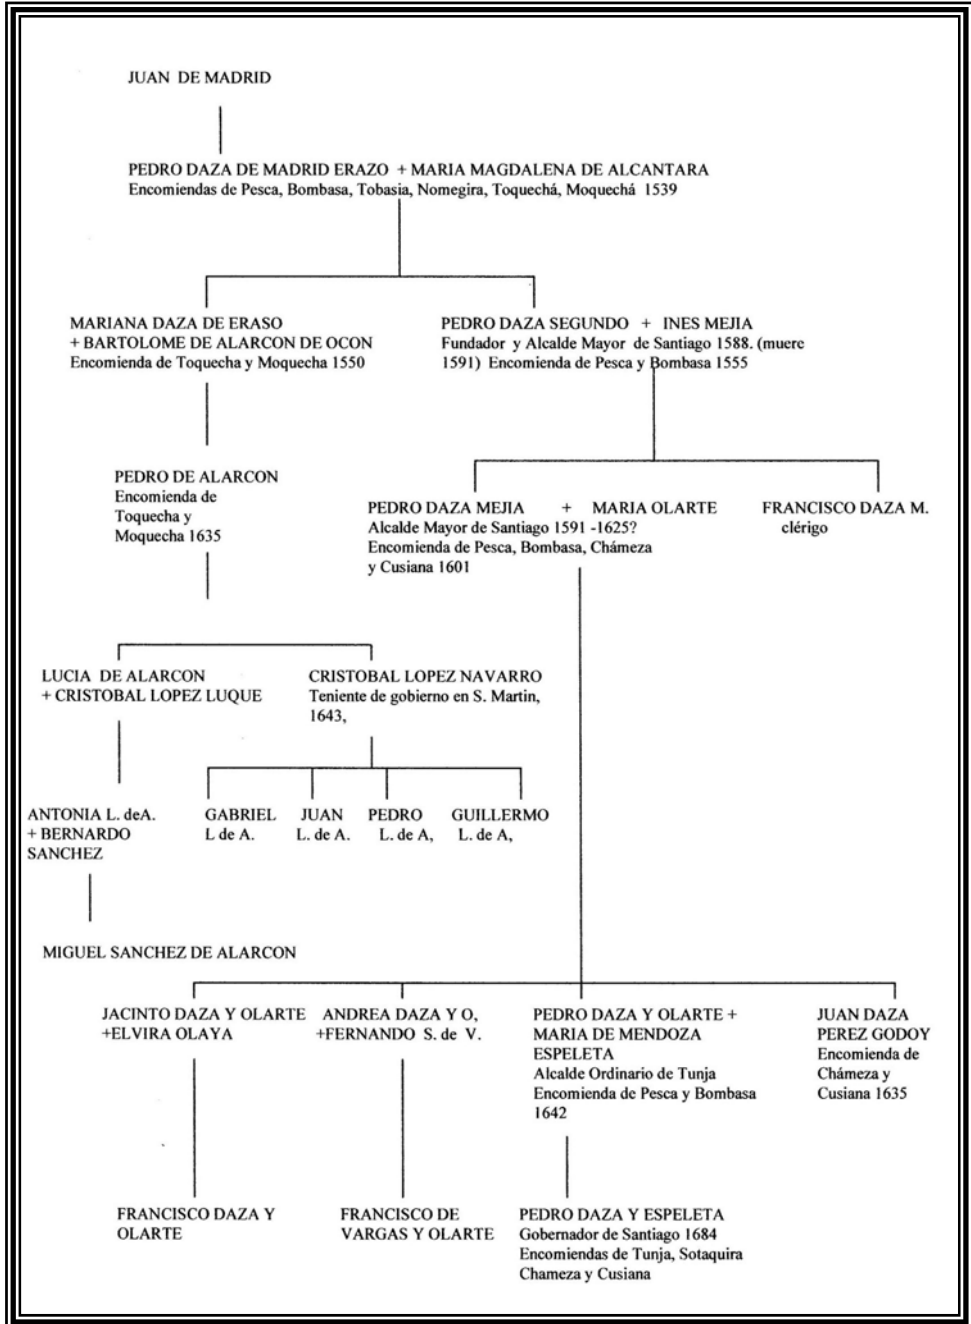 JUAN DE MADRID
PEDRO DAZA DE MADRID ERAZO + MARIA MAGDALENA DE ALCANTARA
Encomiendas de Pesca, Bombasa, Tobasia, Nomegira, Toquechá, Moquechá 1539
MARIANA DAZA DE ERASO
+ BARTOLOME DE ALARCON DE OCON
Encomienda de Toquecha y Moquecha 1550
PEDRO DAZA SEGUNDO + INES MEJIA
Fundador y Alcalde Mayor de Santiago 1588. (muere
1591) Encomienda de Pesca y Bombasa 1555
PEDRO DE ALARCON
Encomienda de
Toquecha y
Moquecha 1635
PEDRO DAZA MEJIA + MARIA OLARTE
Alcalde Mayor de Santiago 1591 -1625?
Encomienda de Pesca, Bombasa, Chámeza
y Cusiana 1601
FRANCISCO DAZA M.
clérigo
LUCIA DE ALARCON
+ CRISTOBAL LOPEZ LUQUE
CRISTOBAL LOPEZ NAVARRO
Teniente de gobierno en S. Martin,
1643,
ANTONIA L. deA.
+ BERNARDO
SANCHEZ
GABRIEL
L de A.
JUAN
L. de A.
PEDRO
L. de A,
GUILLERMO
L. de A,
MIGUEL SANCHEZ DE ALARCON
JACINTO DAZA Y OLARTE
+ELVIRA OLAYA
ANDREA DAZA Y O,
+FERNANDO S. de V.
PEDRO DAZA Y OLARTE +
MARIA DE MENDOZA
ESPELETA
Alcalde Ordinario de Tunja
Encomienda de Pesca y Bombasa
1642
JUAN DAZA
PEREZ GODOY
Encomienda de
Chámeza y
Cusiana 1635
FRANCISCO DAZA Y
OLARTE
FRANCISCO DE
VARGAS Y OLARTE
PEDRO DAZA Y ESPELETA
Gobernador de Santiago 1684
Encomiendas de Tunja, Sotaquira
Chameza y Cusiana